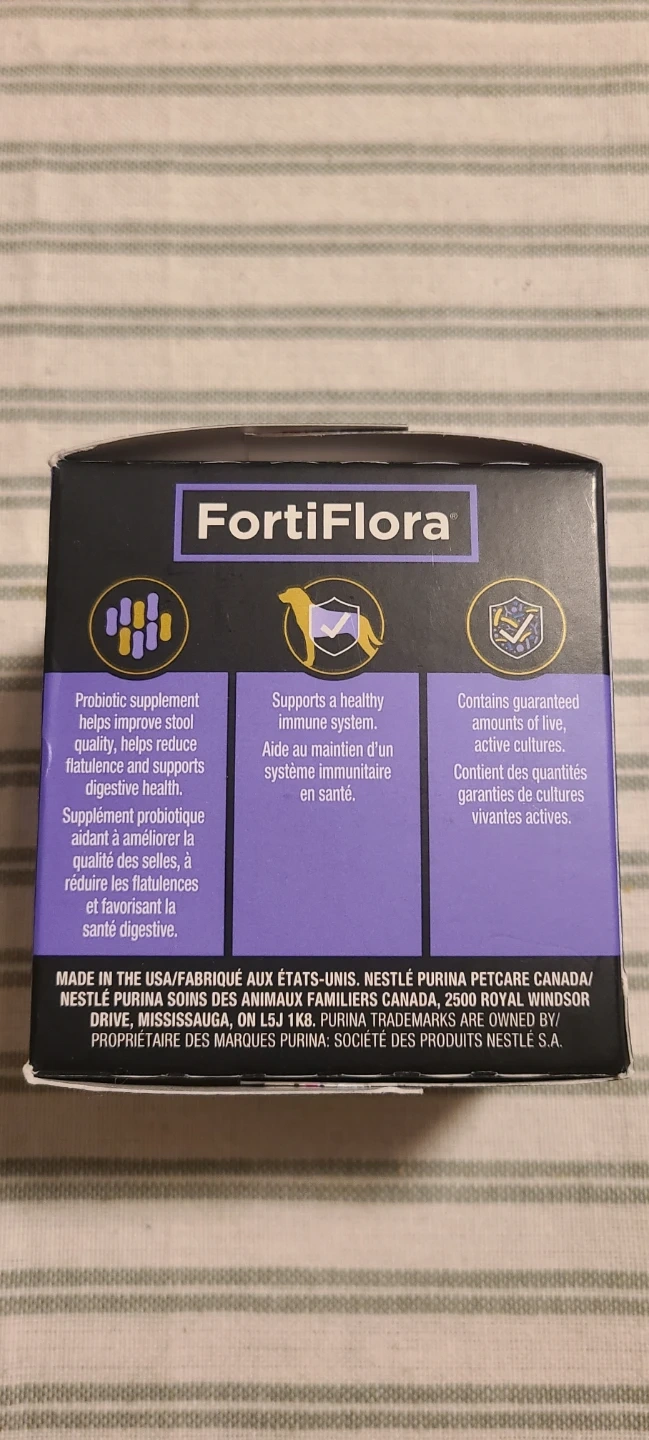 FortiFlora®
Probiotic supplement
helps improve stool
quality, helps reduce
flatulence and supports
digestive health.
Supplément probiotique
aidant à améliorer la
qualité des selles, à
réduire les flatulences
et favorisant la
santé digestive.
Supports a healthy
immune system.
Aide au maintien d'un
système immunitaire
en santé.
Contains guaranteed
amounts of live,
active cultures.
Contient des quantités
garanties de cultures
vivantes actives.
MADE IN THE USA/FABRIQUÉ AUX ÉTATS-UNIS. NESTLÉ PURINA PETCARE CANADA/
NESTLÉ PURINA SOINS DES ANIMAUX FAMILIERS CANADA, 2500 ROYAL WINDSOR
DRIVE, MISSISSAUGA, ON L5J 1K8. PURINA TRADEMARKS ARE OWNED BY/
PROPRIÉTAIRE DES MARQUES PURINA: SOCIÉTÉ DES PRODUITS NESTLÉ S.A.